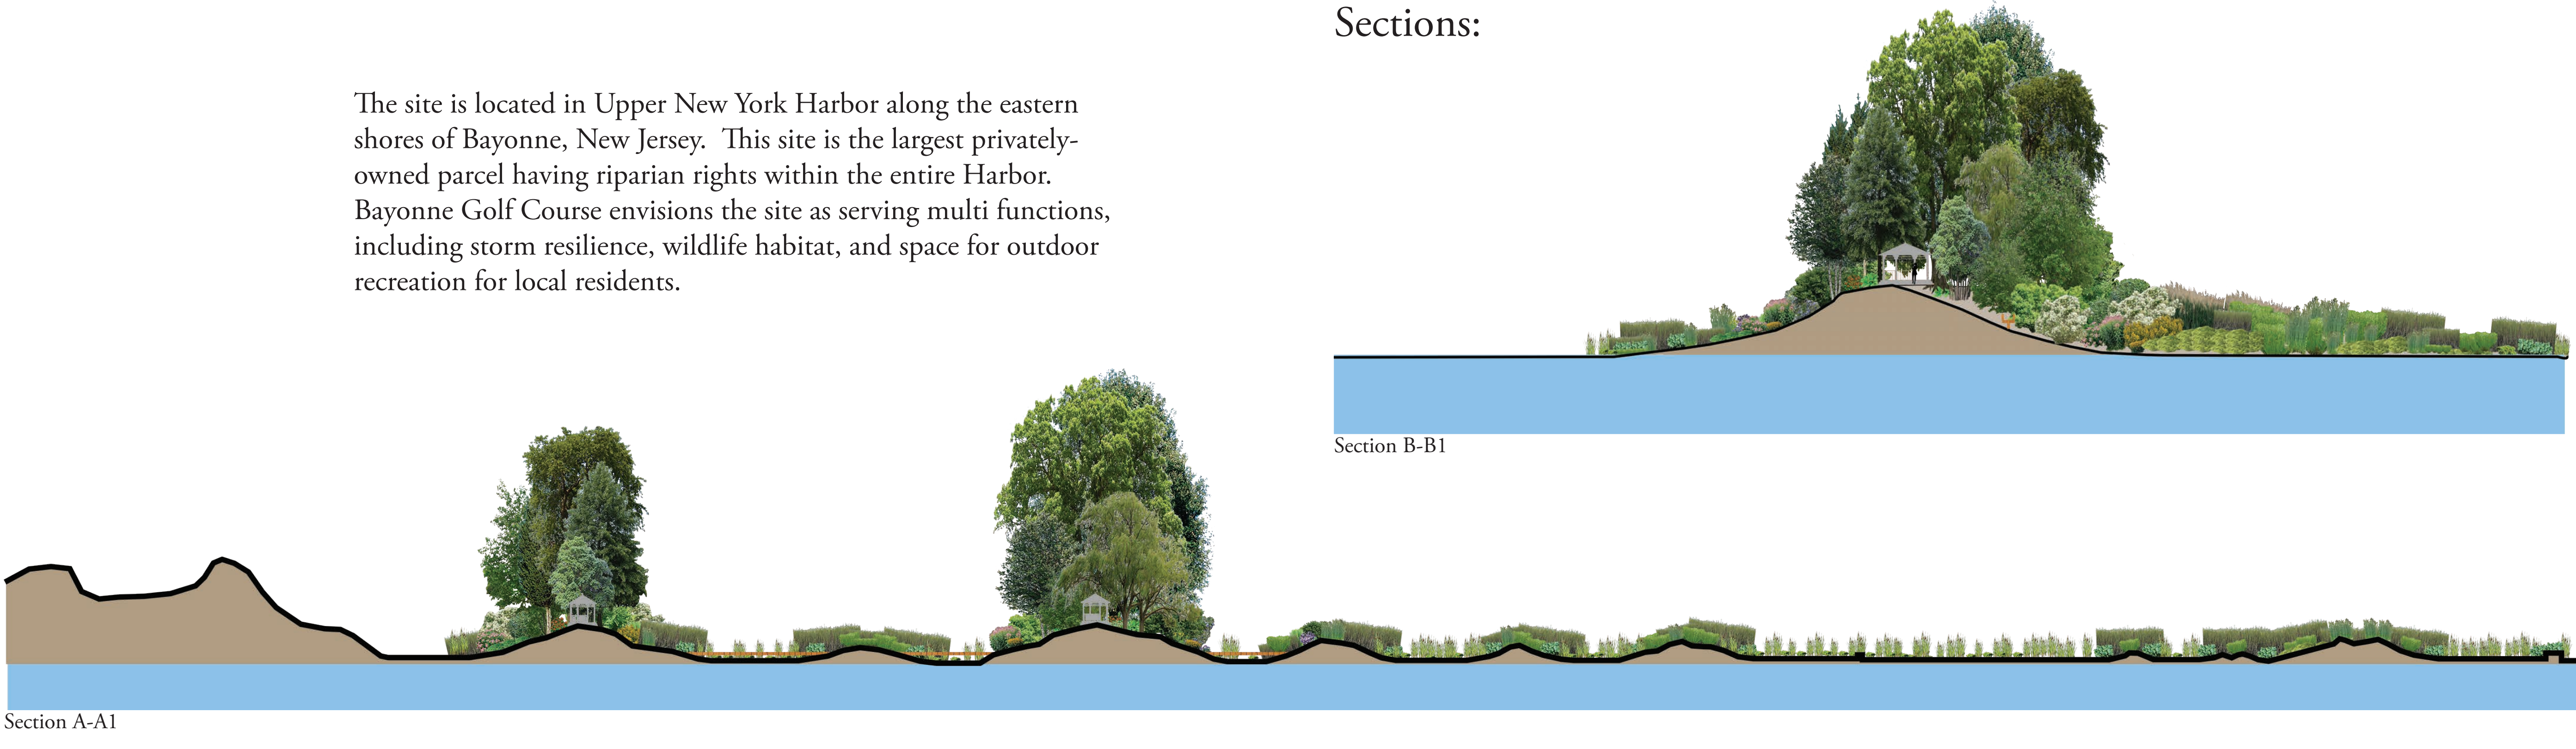 Sections:
The site is located in Upper New York Harbor along the eastern
shores of Bayonne, New Jersey.  This site is the largest privately-
owned parcel having riparian rights within the entire Harbor.
Bayonne Golf Course envisions the site as serving multi functions,
including storm resilience, wildlife habitat, and space for outdoor
recreation for local residents.
Section B-B1
Section A-A1